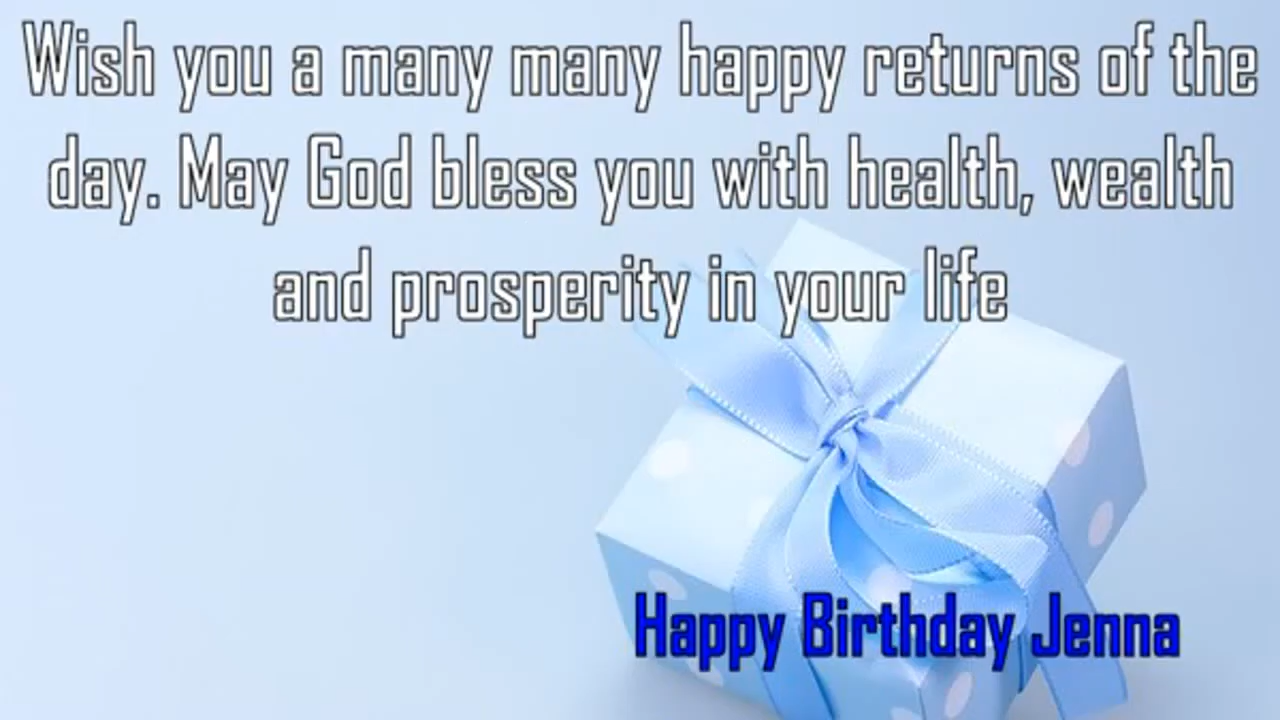 Wish you a many many happy returns of the
day. May God bless you with health, wealth
and prosperity in your life
Happy Birthday Jenna